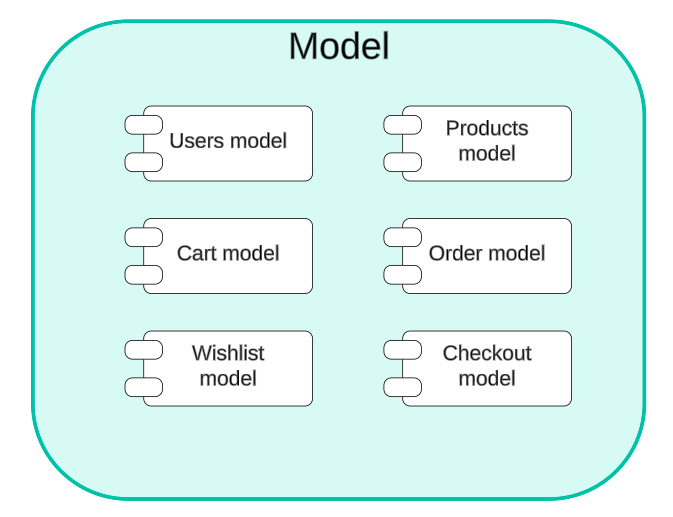 Model
Users model
Products
model
Cart model
Order model
Wishlist
model
Checkout
model